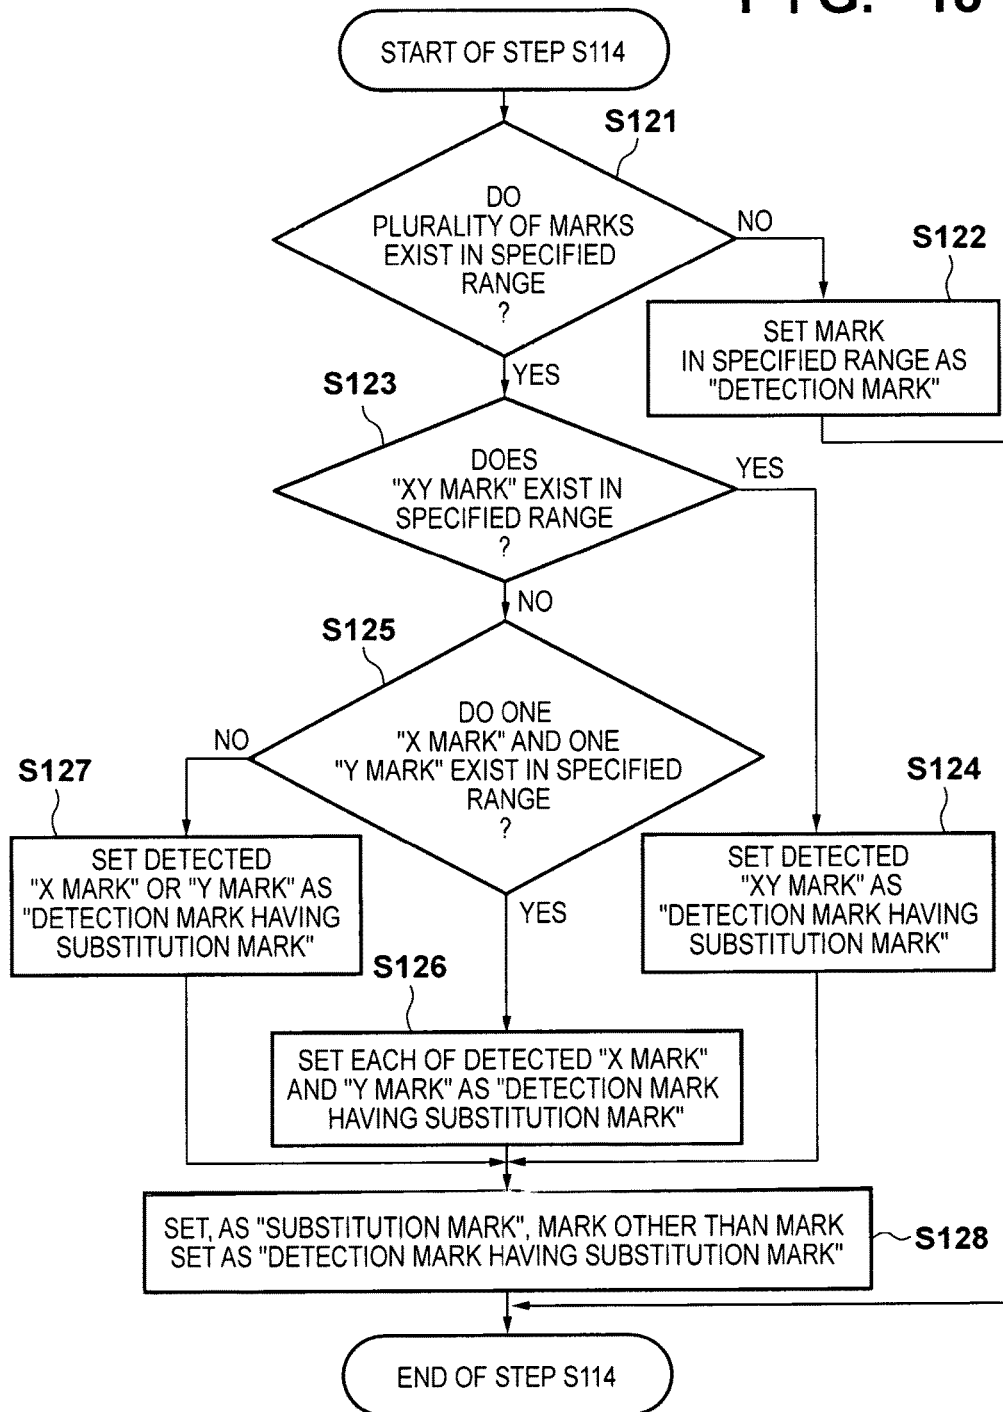 FIG. 18
START OF STEP S114
S121
DO
PLURALITY OF MARKS
EXIST IN SPECIFIED
RANGE
?
NO
S122
SET MARK
IN SPECIFIED RANGE AS
"DETECTION MARK"
YES
S123
DOES
"XY MARK" EXIST IN
SPECIFIED RANGE
?
YES
NO
S125
DO ONE
"X MARK" AND ONE
"Y MARK" EXIST IN SPECIFIED
RANGE
?
NO
S127
SET DETECTED
"X MARK" OR "Y MARK" AS
"DETECTION MARK HAVING
SUBSTITUTION MARK"
S124
SET DETECTED
"XY MARK" AS
"DETECTION MARK HAVING
SUBSTITUTION MARK"
YES
S126
SET EACH OF DETECTED "X MARK"
AND "Y MARK" AS "DETECTION MARK
HAVING SUBSTITUTION MARK"
SET, AS "SUBSTITUTION MARK", MARK OTHER THAN MARK
SET AS "DETECTION MARK HAVING SUBSTITUTION MARK"
S128
END OF STEP S114